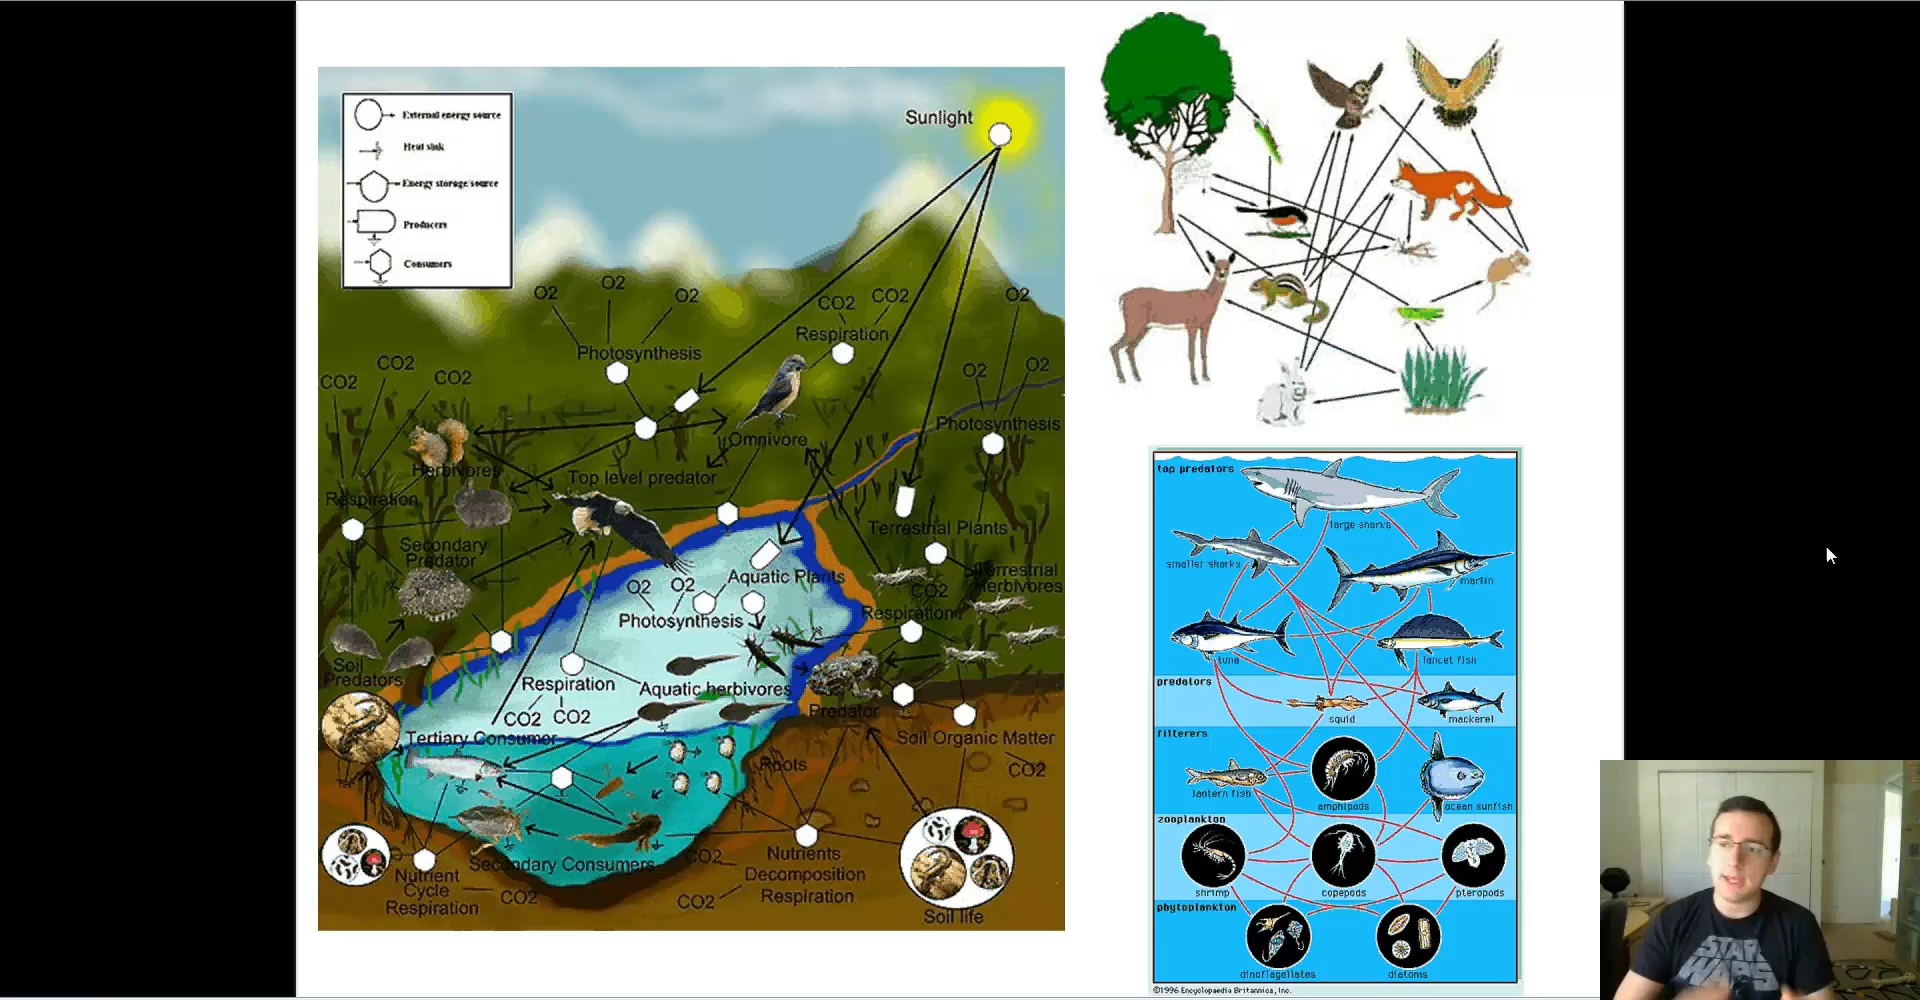 External energy source
Heat sink
Energy storage/source
Producers
Consumers
Sunlight
O2
O2
O2
Photosynthesis
CO2
CO2
Respiration
O2
O2
O2
Photosynthesis
CO2
CO2
CO2
Herbivores
Respiration
Omnivore
Top level predator
Secondary
Predator
Terrestrial Plants
Terrestrial
Herbivores
CO2
Respiration
Aquatic Plants
O2
O2
Photosynthesis
Soil
Predators
Respiration
CO2
CO2
Aquatic herbivores
Predator
Tertiary Consumer
Soil Organic Matter
CO2
Roots
Secondary Consumers
Nutrient
Cycle
Respiration
CO2
CO2
Nutrients
Decomposition
Respiration
CO2
Soil life
top predators
large sharks
smaller sharks
marlin
tuna
lancet fish
predators
squid
mackerel
filterers
lantern fish
amphipods
ocean sunfish
zooplankton
shrimp
copepods
pteropods
phytoplankton
dinoflagellates
diatoms
©1996 Encyclopaedia Britannica, Inc.
STAR
WARS